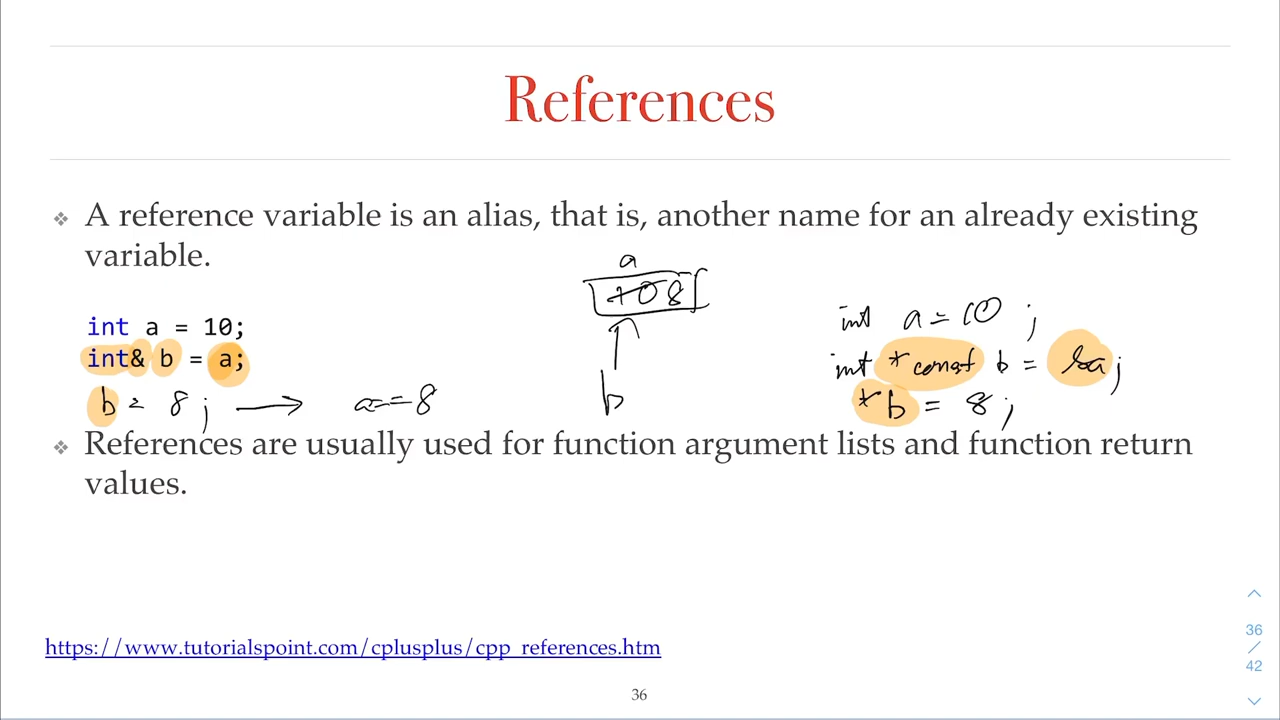 References
❖ A reference variable is an alias, that is, another name for an already existing
variable.
a
10 8
b
int a = 10;
int& b = a;
b = 8; → a==8
int a = 10;
int *const b = &a;
*b = 8;
❖ References are usually used for function argument lists and function return
values.
https://www.tutorialspoint.com/cplusplus/cpp_references.htm
36
36
/
42